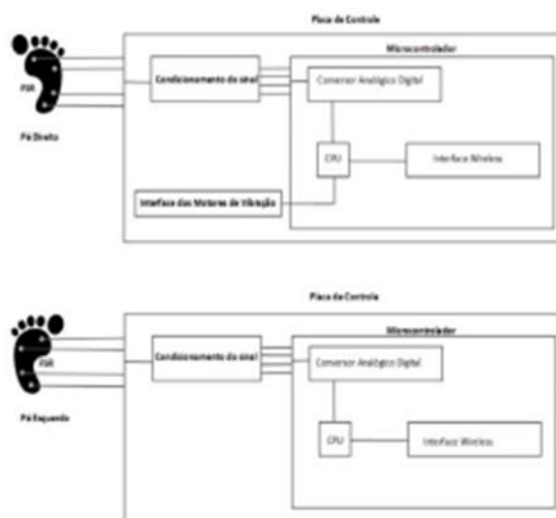 Placa de Controle
Microcontrolador
Condicionamento do sinal
Conversor Analógico Digital
FSR
Pé Direito
CPU
Interface Wireless
Interface das Motores de Vibração
Placa de Controle
Microcontrolador
Condicionamento do sinal
Conversor Analógico Digital
FSR
Pé Esquerdo
CPU
Interface Wireless